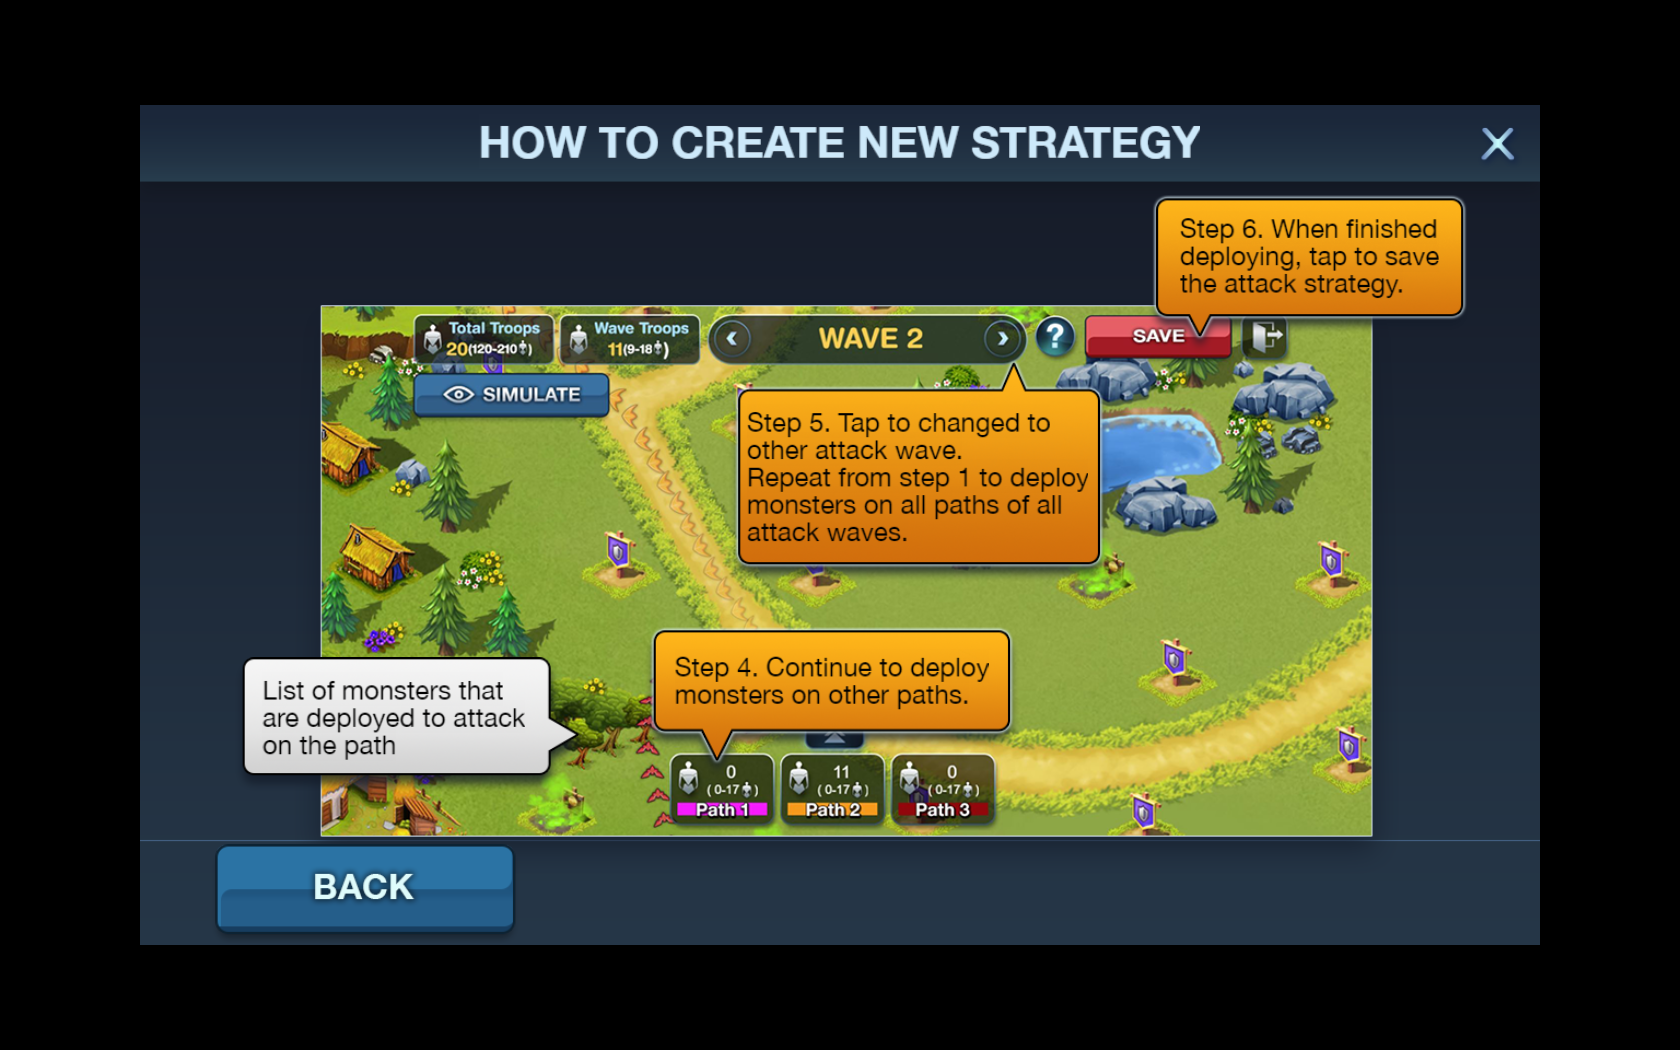 HOW TO CREATE NEW STRATEGY
Step 6. When finished
deploying, tap to save
the attack strategy.
Total Troops
20(120-210)
Wave Troops
11(9-18)
WAVE 2
?
SAVE
SIMULATE
Step 5. Tap to changed to
other attack wave.
Repeat from step 1 to deploy
monsters on all paths of all
attack waves.
Step 4. Continue to deploy
monsters on other paths.
List of monsters that
are deployed to attack
on the path
0
(0-17)
Path 1
11
(0-17)
Path 2
0
(0-17)
Path 3
BACK